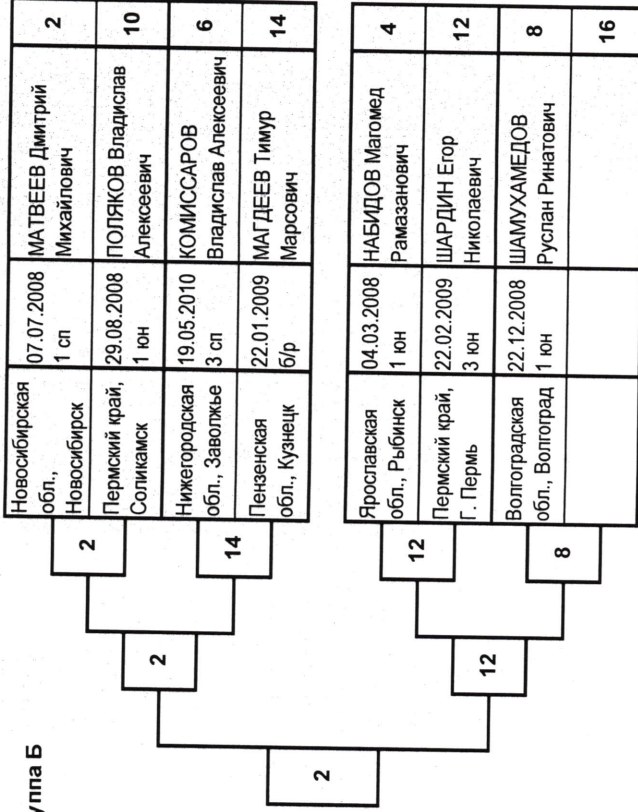 уппа Б
Новосибирская обл., Новосибирск 07.07.2008 1 сп МАТВЕЕВ Дмитрий Михайлович 2
2
Пермский край, Соликамск 29.08.2008 1 юн ПОЛЯКОВ Владислав Алексеевич 10
2
Нижегородская обл., Заволжье 19.05.2010 3 сп КОМИССАРОВ Владислав Алексеевич 6
14
Пензенская обл., Кузнецк 22.01.2009 б/р МАГДЕЕВ Тимур Марсович 14
2
Ярославская обл., Рыбинск 04.03.2008 1 юн НАБИДОВ Магомед Рамазанович 4
12
Пермский край, Г. Пермь 22.02.2009 3 юн ШАРДИН Егор Николаевич 12
12
Волгоградская обл., Волгоград 22.12.2008 1 юн ШАМУХАМЕДОВ Руслан Ринатович 8
8
16